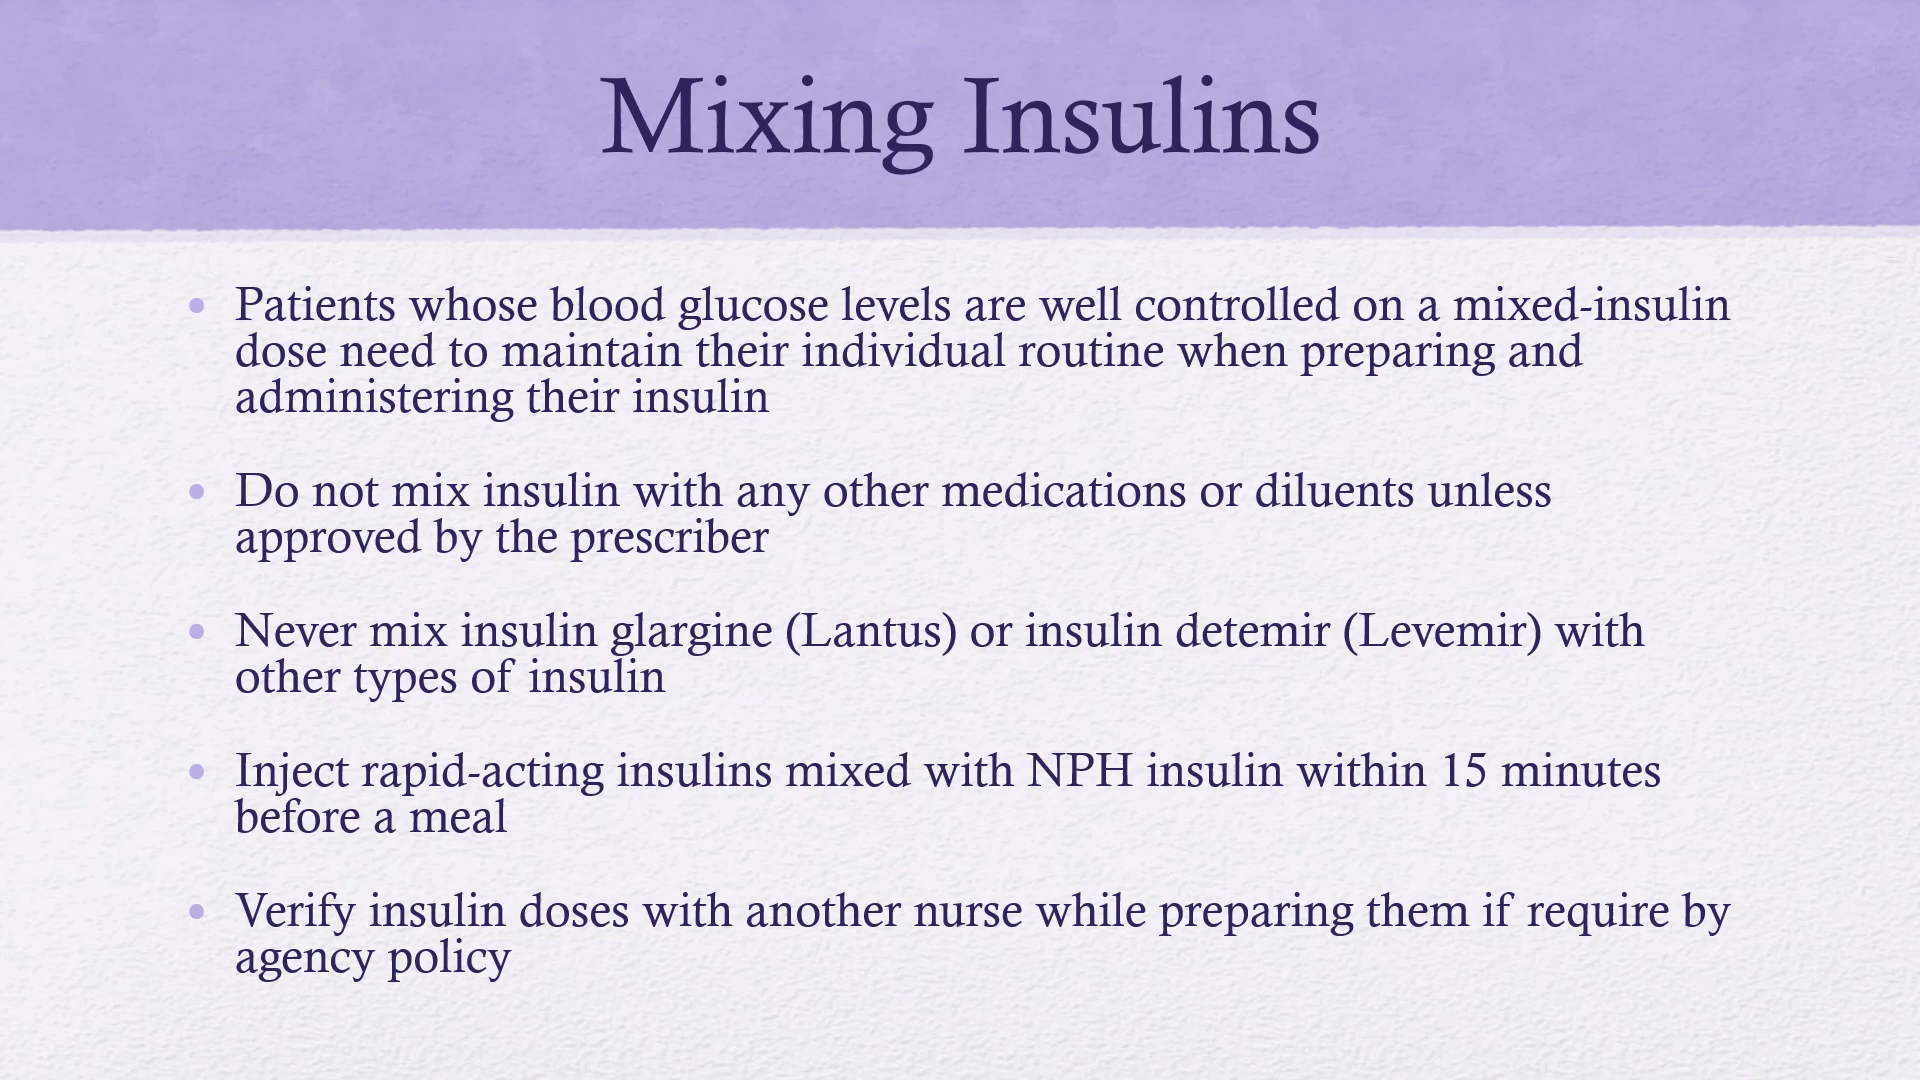 Mixing Insulins
• Patients whose blood glucose levels are well controlled on a mixed-insulin
dose need to maintain their individual routine when preparing and
administering their insulin
• Do not mix insulin with any other medications or diluents unless
approved by the prescriber
• Never mix insulin glargine (Lantus) or insulin detemir (Levemir) with
other types of insulin
• Inject rapid-acting insulins mixed with NPH insulin within 15 minutes
before a meal
• Verify insulin doses with another nurse while preparing them if require by
agency policy